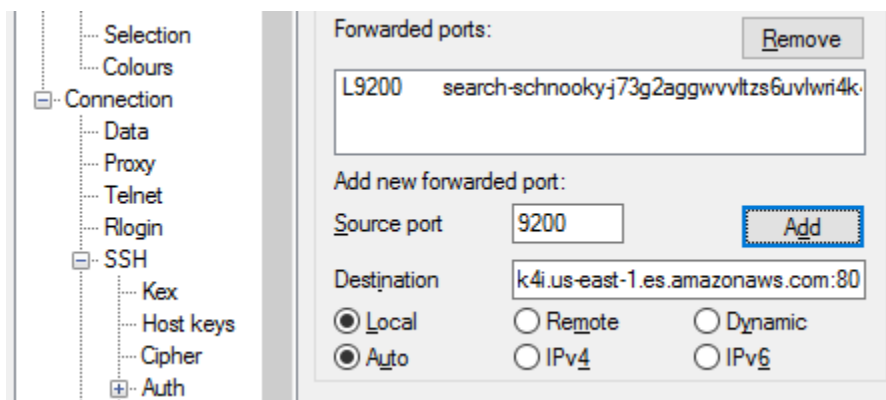 Selection
Colours
Connection
Data
Proxy
Telnet
Rlogin
SSH
Kex
Host keys
Cipher
Auth
Forwarded ports:
Remove
L9200 search-schnooky-j73g2aggwvvltzs6uvlwri4k
Add new forwarded port:
Source port 9200 Add
Destination k4i.us-east-1.es.amazonaws.com:80
Local Remote Dynamic
Auto IPv4 IPv6